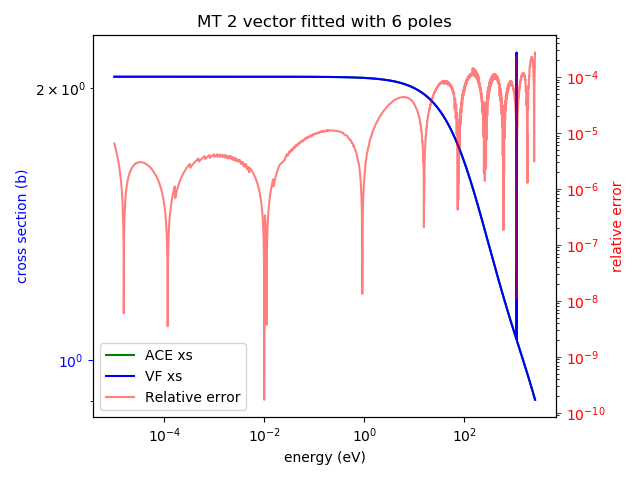 MT 2 vector fitted with 6 poles
cross section (b)
2 × 10⁰
10⁰
ACE xs
VF xs
Relative error
10⁻⁴
10⁻⁵
10⁻⁶
10⁻⁷
10⁻⁸
10⁻⁹
10⁻¹⁰
relative error
10⁻⁴ 10⁻² 10⁰ 10²
energy (eV)